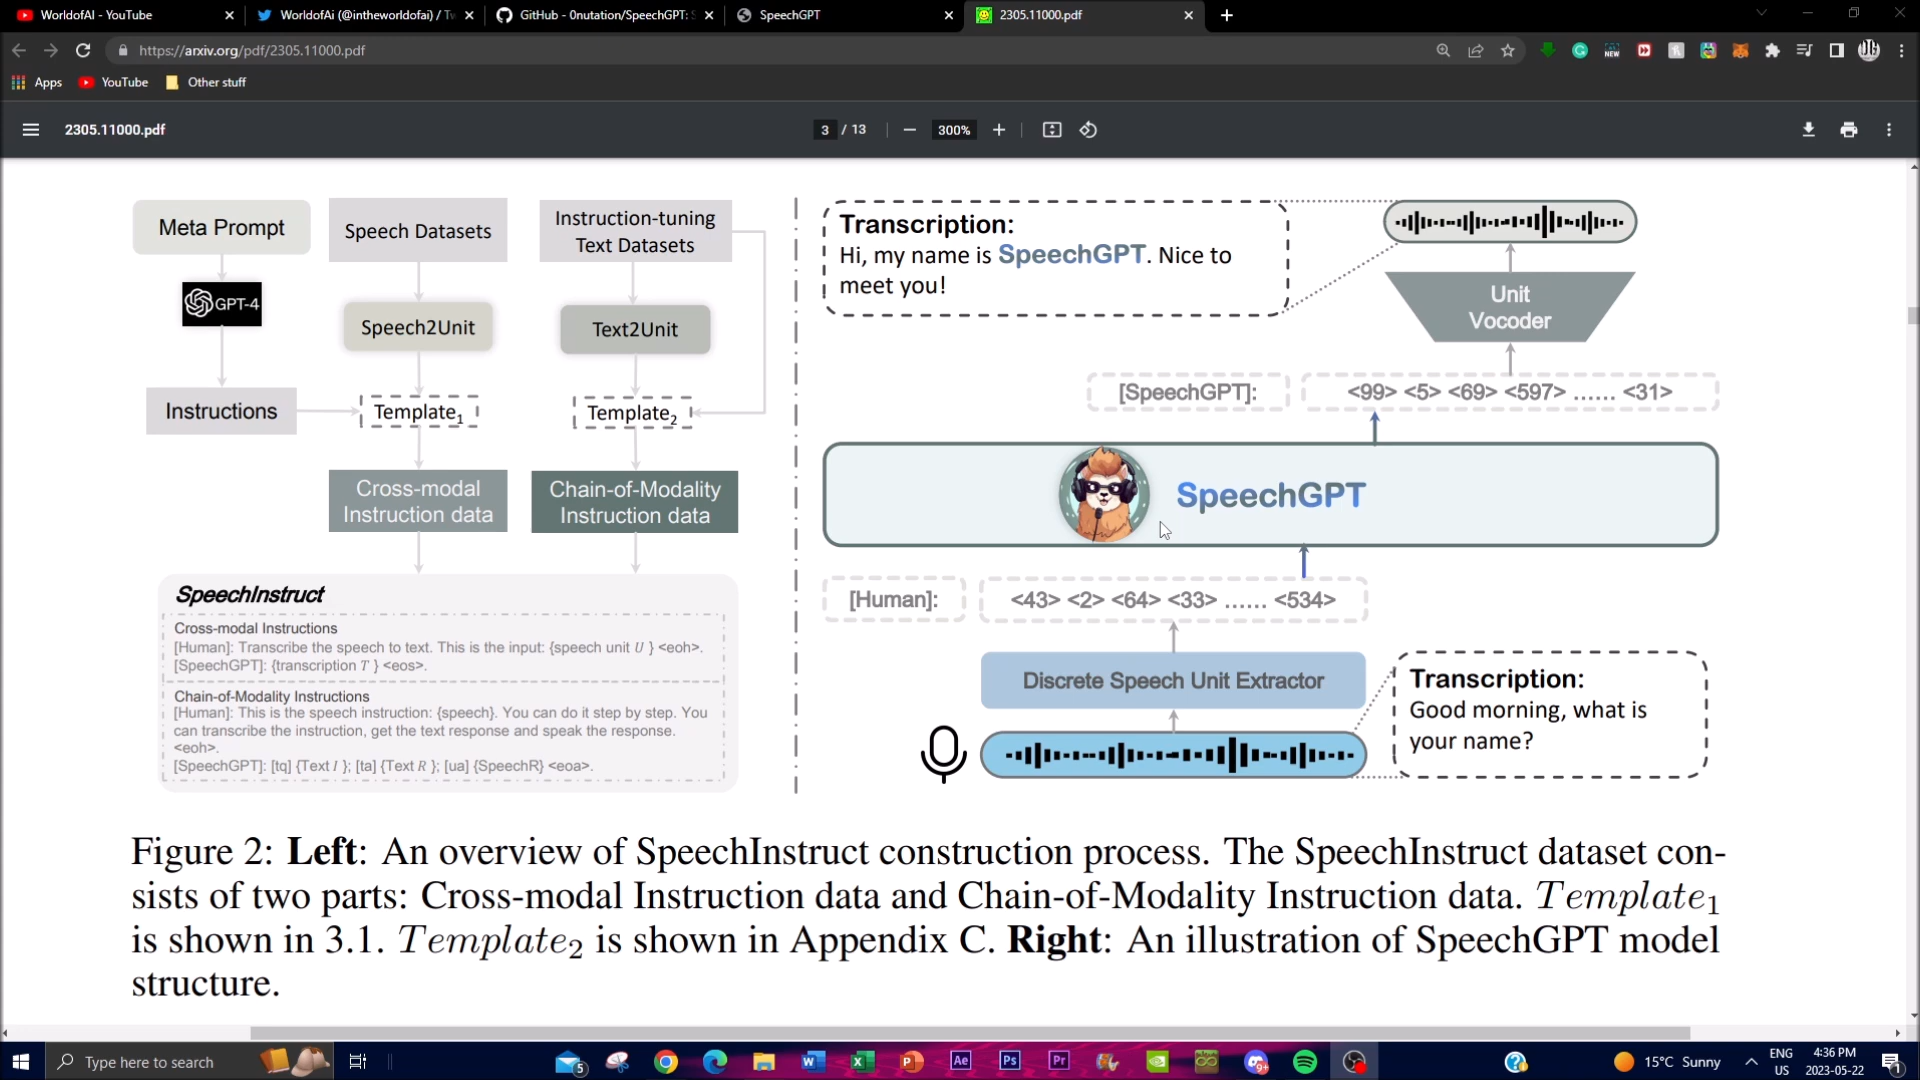 WorldofAI - YouTube
WorldofAi (@intheworldofai) / Tw
GitHub - 0nutation/SpeechGPT: S
SpeechGPT
2305.11000.pdf
https://arxiv.org/pdf/2305.11000.pdf
NEW
Apps
YouTube
Other stuff
2305.11000.pdf
3 / 13
300%
Meta Prompt
GPT-4
Instructions
Speech Datasets
Speech2Unit
Template1
Cross-modal
Instruction data
Instruction-tuning
Text Datasets
Text2Unit
Template2
Chain-of-Modality
Instruction data
SpeechInstruct
Cross-modal Instructions
[Human]: Transcribe the speech to text. This is the input: {speech unit U } <eoh>.
[SpeechGPT]: {transcription T } <eos>.
Chain-of-Modality Instructions
[Human]: This is the speech instruction: {speech}. You can do it step by step. You
can transcribe the instruction, get the text response and speak the response.
<eoh>.
[SpeechGPT]: [tq] {Text I }; [ta] {Text R }; [ua] {SpeechR} <eoa>.
Transcription:
Hi, my name is SpeechGPT. Nice to
meet you!
Unit
Vocoder
[SpeechGPT]: <99> <5> <69> <597> ...... <31>
SpeechGPT
[Human]: <43> <2> <64> <33> ...... <534>
Discrete Speech Unit Extractor
Transcription:
Good morning, what is
your name?
Figure 2: Left: An overview of SpeechInstruct construction process. The SpeechInstruct dataset con-
sists of two parts: Cross-modal Instruction data and Chain-of-Modality Instruction data. Template1
is shown in 3.1. Template2 is shown in Appendix C. Right: An illustration of SpeechGPT model
structure.
Type here to search
5
Ae
Ps
Pr
9+
15°C Sunny
ENG
US
4:36 PM
2023-05-22
1